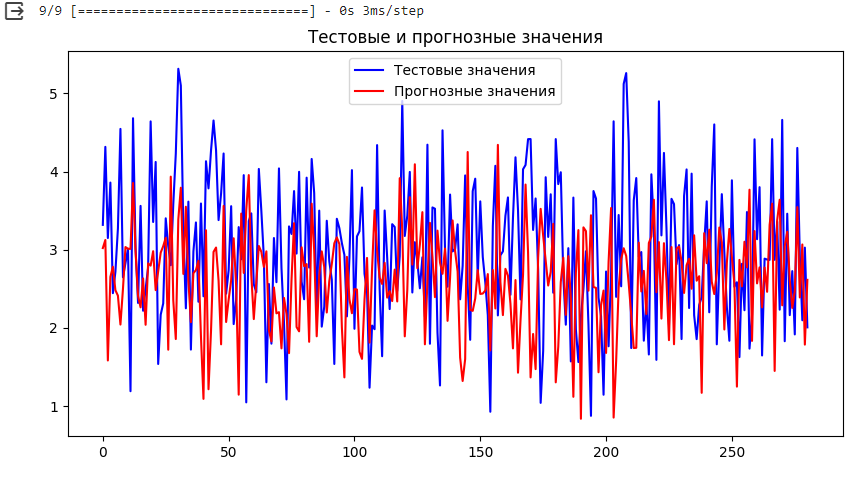 9/9 [==============================] - 0s 3ms/step
Тестовые и прогнозные значения
Тестовые значения
Прогнозные значения
5
4
3
2
1
0 50 100 150 200 250